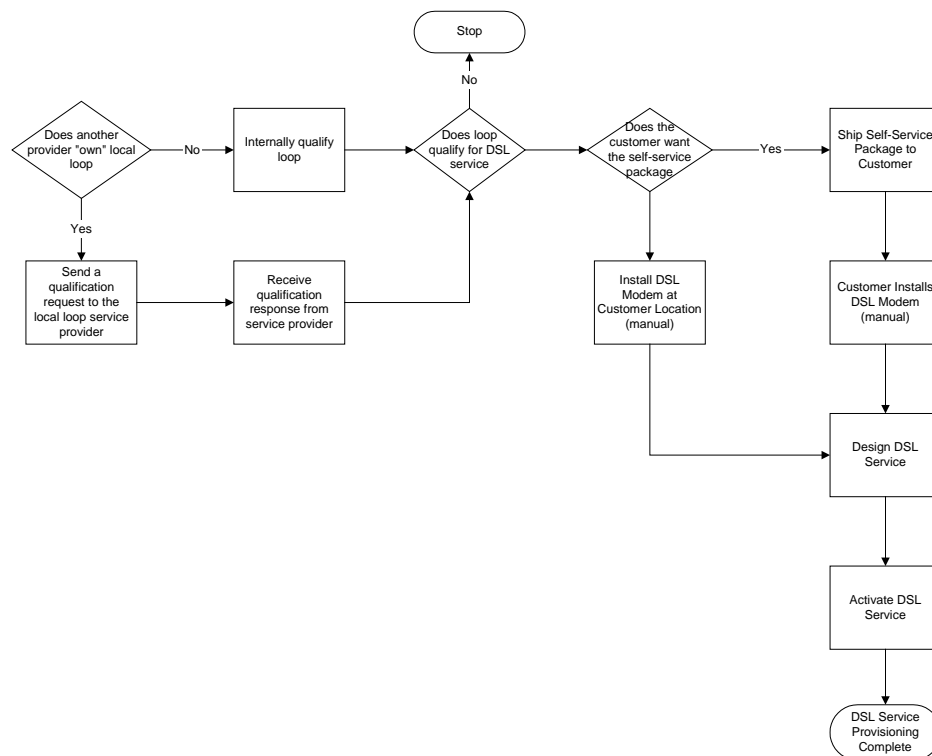 Stop
No
Does another
provider "own" local
loop
No
Internally qualify
loop
Does loop
qualify for DSL
service
Does the
customer want
the self-service
package
Yes
Ship Self-Service
Package to
Customer
Yes
Send a
qualification
request to the
local loop service
provider
Receive
qualification
response from
service provider
Install DSL
Modem at
Customer Location
(manual)
Customer Installs
DSL Modem
(manual)
Design DSL
Service
Activate DSL
Service
DSL Service
Provisioning
Complete